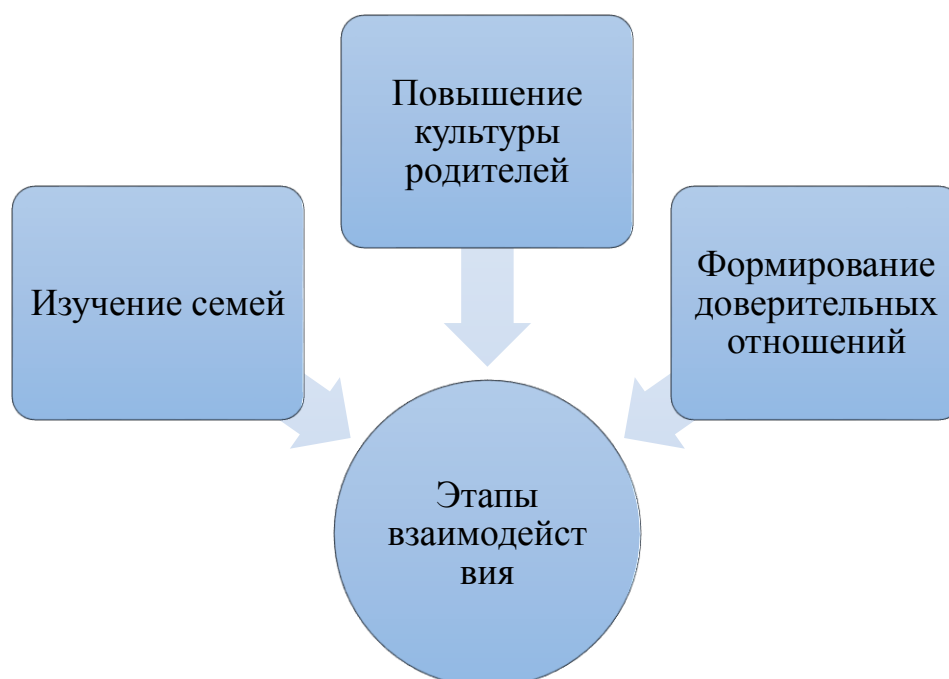 Повышение
культуры
родителей
Изучение семей
Формирование
доверительных
отношений
Этапы
взаимодейст
вия